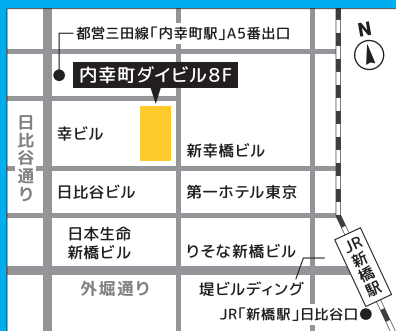 都営三田線「内幸町駅」A5番出口
N
内幸町ダイビル8F
日比谷通り
幸ビル
新幸橋ビル
日比谷ビル
第一ホテル東京
日本生命
新橋ビル
りそな新橋ビル
JR新橋駅
外堀通り
堤ビルディング
JR「新橋駅」日比谷口